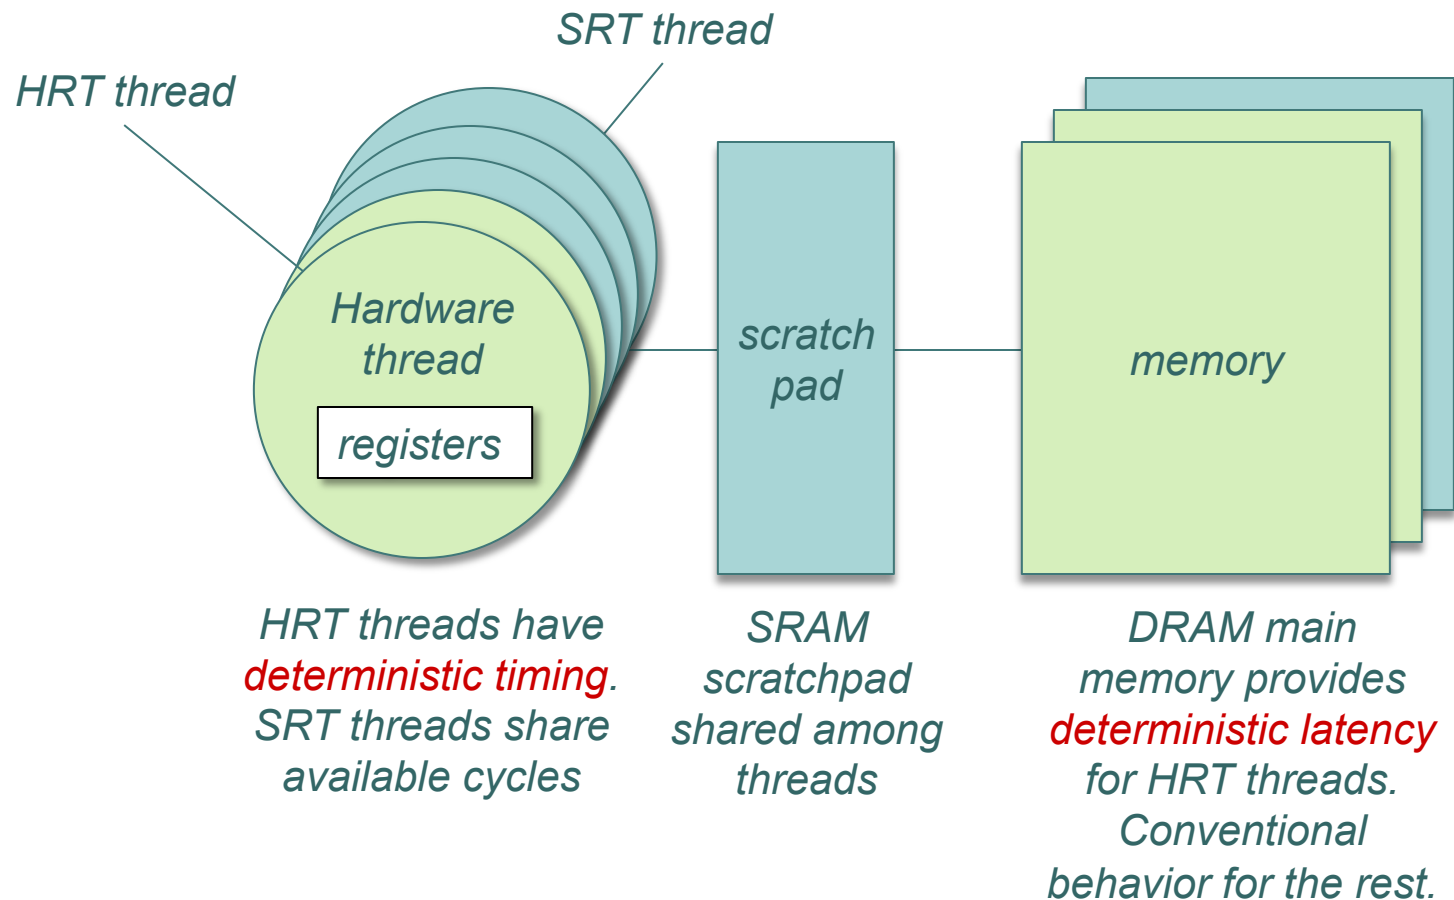 SRT thread
HRT thread
Hardware
thread
registers
scratch
pad
memory
HRT threads have
deterministic timing.
SRT threads share
available cycles
SRAM
scratchpad
shared among
threads
DRAM main
memory provides
deterministic latency
for HRT threads.
Conventional
behavior for the rest.